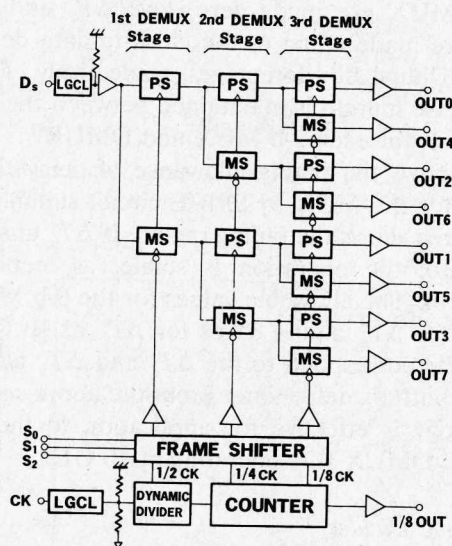 1st DEMUX 2nd DEMUX 3rd DEMUX
Stage Stage Stage
Ds LGCL PS PS PS OUT0
MS OUT4
MS PS OUT2
MS OUT6
MS PS PS OUT1
MS OUT5
MS PS OUT3
MS OUT7
S0
S1
S2
FRAME SHIFTER
1/2 CK 1/4 CK 1/8 CK
CK LGCL DYNAMIC DIVIDER COUNTER 1/8 OUT